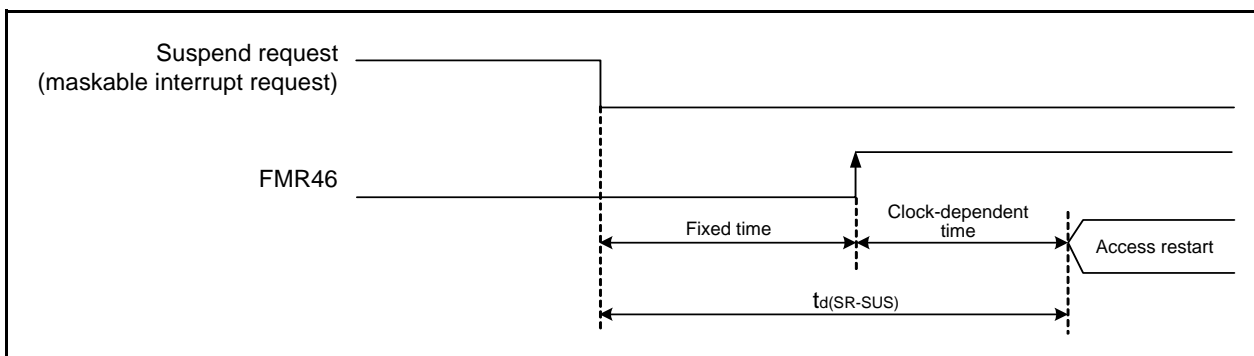 Suspend request
(maskable interrupt request)
FMR46
Fixed time
Clock-dependent
time
Access restart
td(SR-SUS)